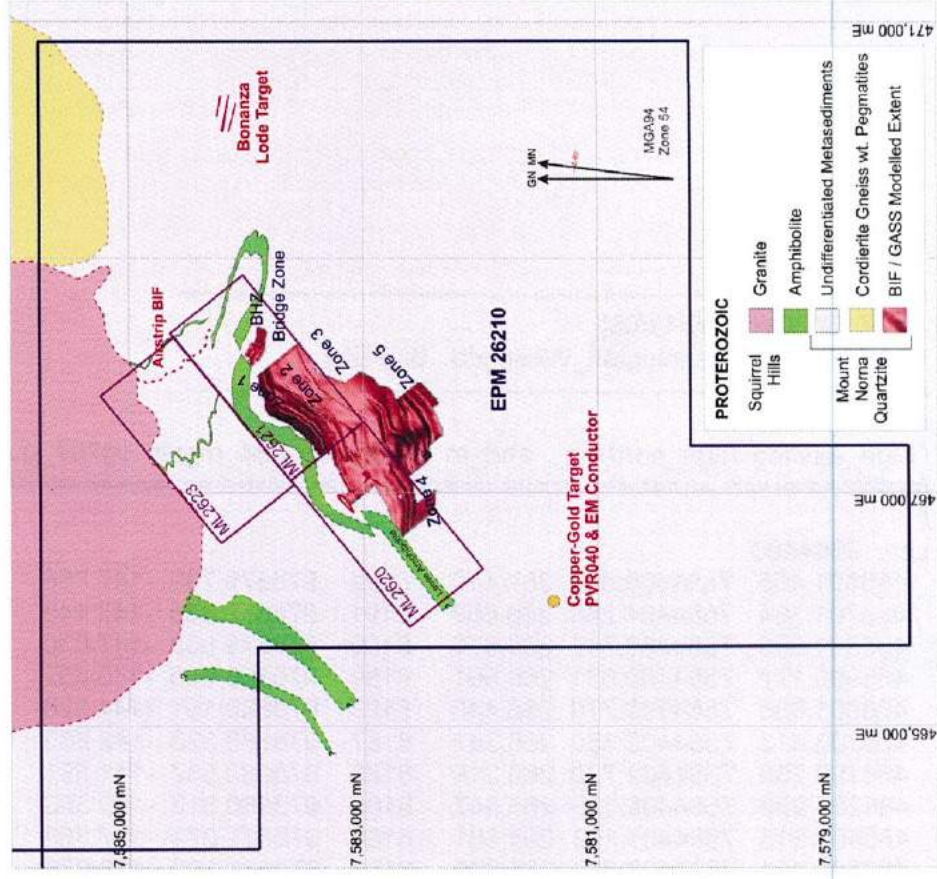 471,000 mE
467,000 mE
465,000 mE
7,585,000 mN
7,583,000 mN
7,581,000 mN
7,579,000 mN
Bonanza
Lode Target
Airstrip BIF
BHZ
Bridge Zone
Zone 1
Zone 2
Zone 3
Zone 5
Zone 4
ML2623
ML2621
ML2620
EPM 26210
Copper-Gold Target
PVR040 & EM Conductor
GN MN
MGA94
Zone 54
PROTEROZOIC
Squirrel
Hills
Granite
Amphibolite
Mount
Norna
Quartzite
Undifferentiated Metasediments
Cordierite Gneiss wt. Pegmatites
BIF / GASS Modelled Extent